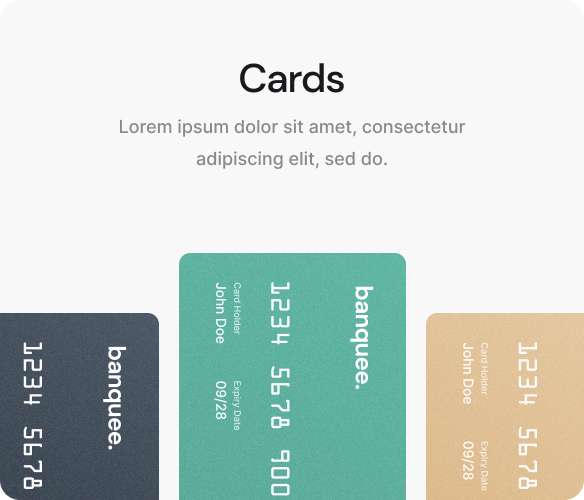 Cards
Lorem ipsum dolor sit amet, consectetur
adipiscing elit, sed do.
banquee.
1234 5678
banquee.
1234 5678 900
Card Holder
John Doe
Expiry Date
09/28
1234 5678
Card Holder
John Doe
Expiry Date
09/28